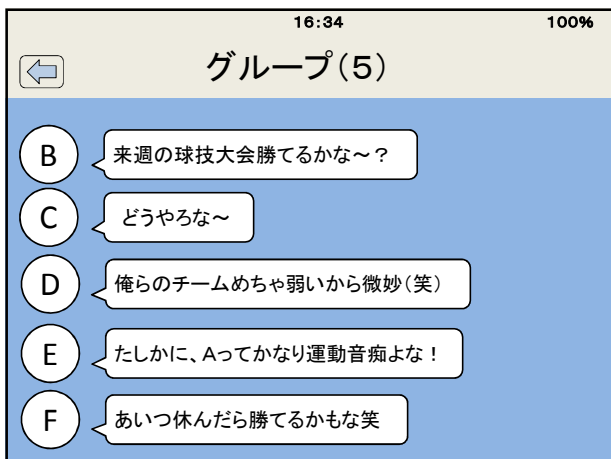 16:34 100%
グループ(5)
B 来週の球技大会勝てるかな~?
C どうやろな~
D 俺らのチームめちゃ弱いから微妙(笑)
E たしかに、Aってかなり運動音痴よな!
F あいつ休んだら勝てるかもな笑